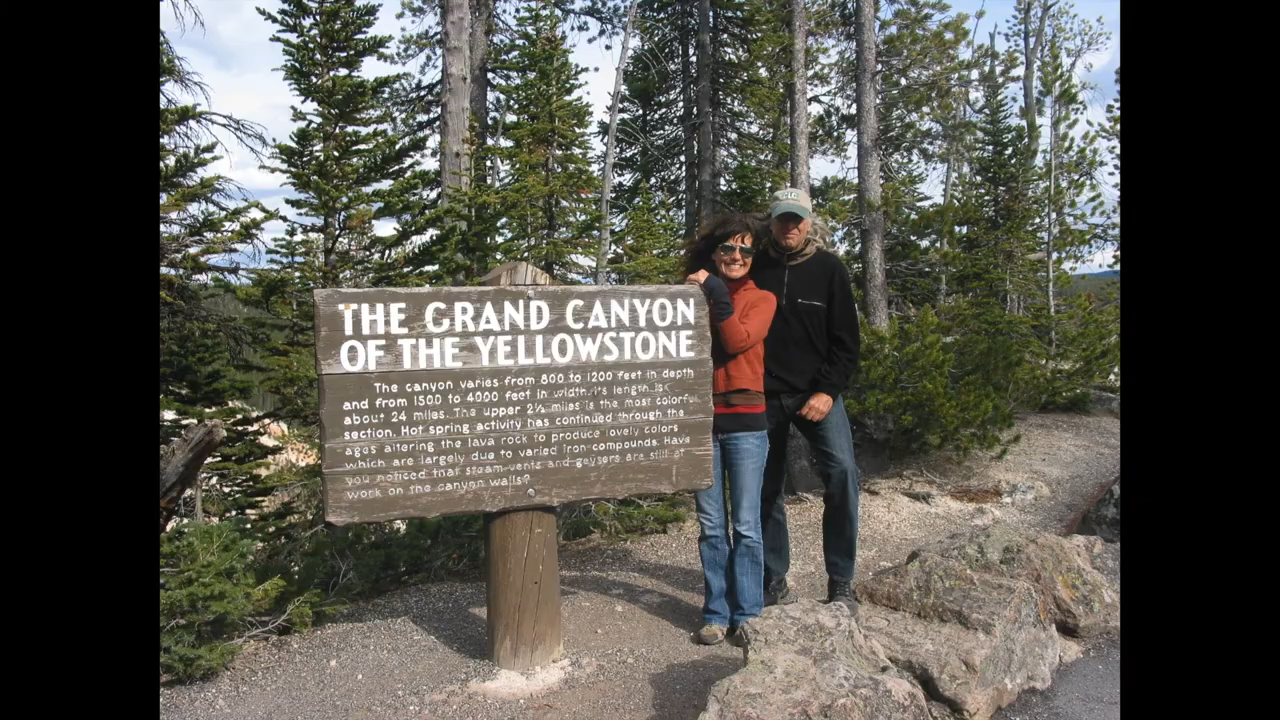 THE GRAND CANYON
OF THE YELLOWSTONE
The canyon varies from 800 to 1200 feet in depth
and from 1500 to 4000 feet in width. It's length is
about 24 miles. The upper 2½ miles is the most colorful
section. Hot spring activity has continued through the
ages altering the lava rock to produce lovely colors
which are largely due to varied iron compounds. Have
you noticed that steam vents and geysers are still at
work on the canyon walls?